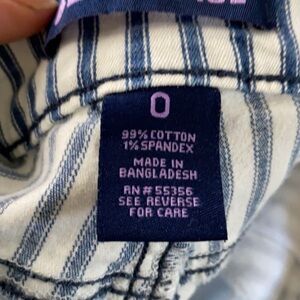 0
99% COTTON
1% SPANDEX
MADE IN
BANGLADESH
RN# 55356
SEE REVERSE
FOR CARE